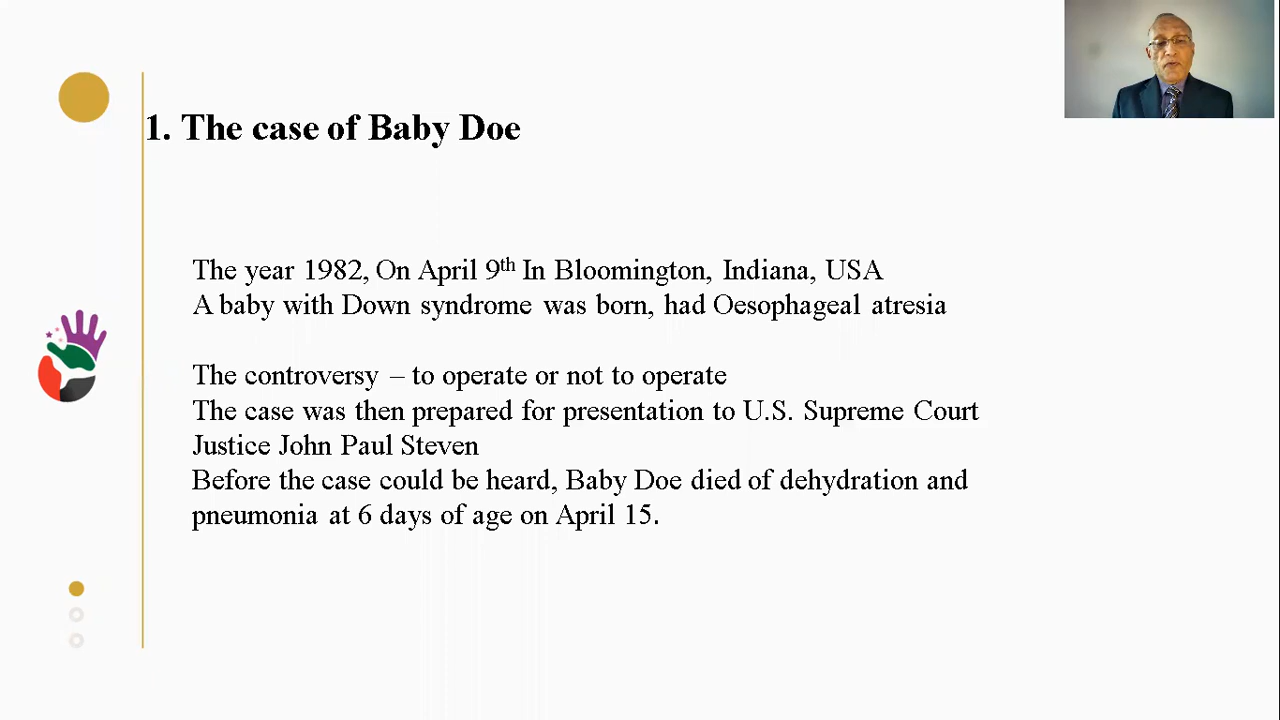 1. The case of Baby Doe
The year 1982, On April 9th In Bloomington, Indiana, USA
A baby with Down syndrome was born, had Oesophageal atresia
The controversy – to operate or not to operate
The case was then prepared for presentation to U.S. Supreme Court
Justice John Paul Steven
Before the case could be heard, Baby Doe died of dehydration and
pneumonia at 6 days of age on April 15.